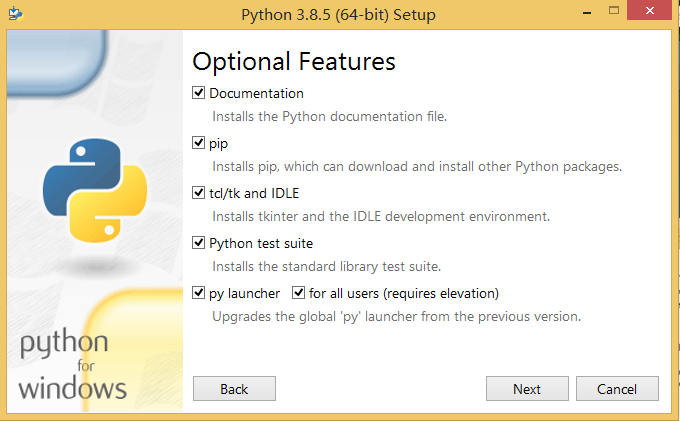 Python 3.8.5 (64-bit) Setup
Optional Features
Documentation
Installs the Python documentation file.
pip
Installs pip, which can download and install other Python packages.
tcl/tk and IDLE
Installs tkinter and the IDLE development environment.
Python test suite
Installs the standard library test suite.
py launcher for all users (requires elevation)
Upgrades the global 'py' launcher from the previous version.
python
for
windows
Back Next Cancel